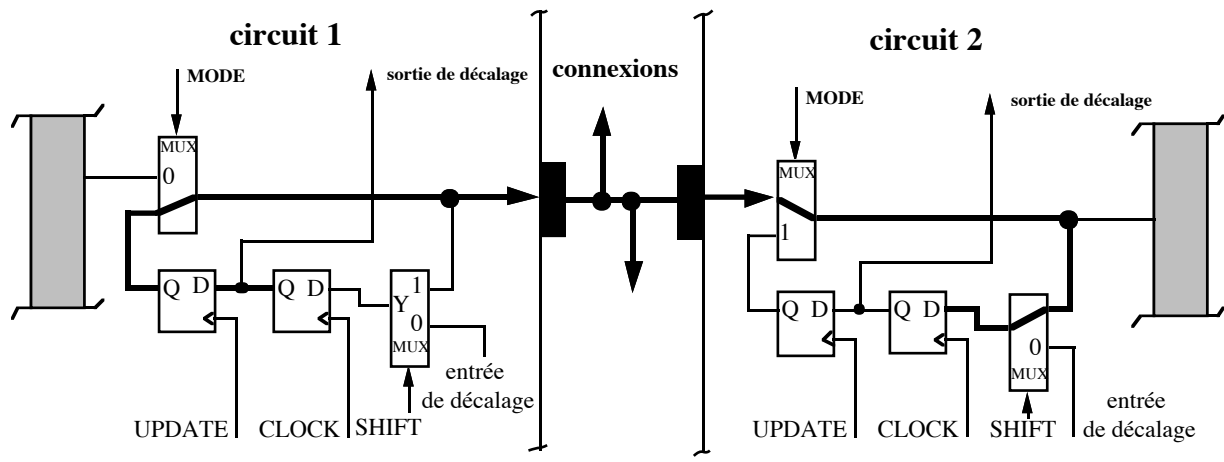 circuit 1
MODE
sortie de décalage
MUX
0
Q D
Q D
1
Y
0
MUX
entrée
de décalage
UPDATE
CLOCK
SHIFT
connexions
circuit 2
MODE
sortie de décalage
MUX
1
Q D
Q D
0
MUX
entrée
de décalage
UPDATE
CLOCK
SHIFT